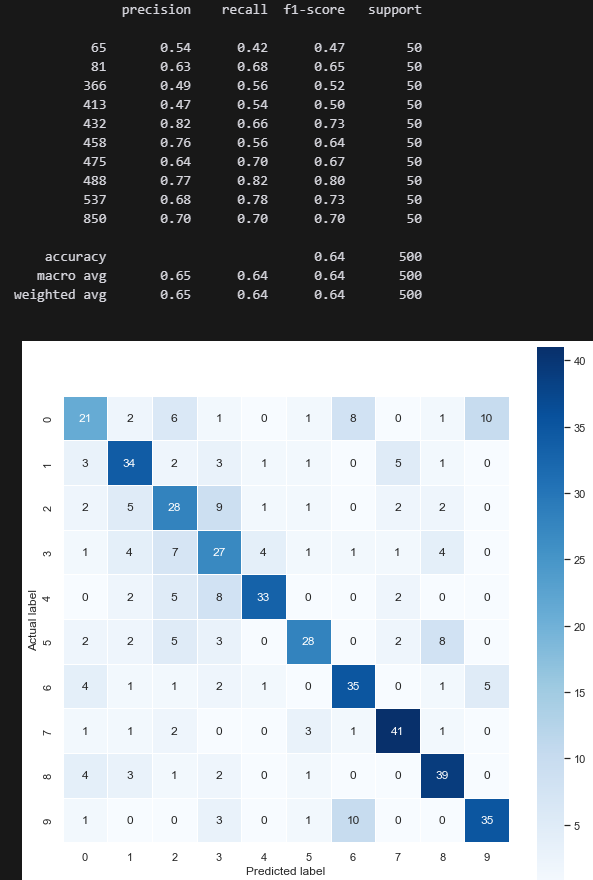 precision recall f1-score support
65 0.54 0.42 0.47 50
81 0.63 0.68 0.65 50
366 0.49 0.56 0.52 50
413 0.47 0.54 0.50 50
432 0.82 0.66 0.73 50
458 0.76 0.56 0.64 50
475 0.64 0.70 0.67 50
488 0.77 0.82 0.80 50
537 0.68 0.78 0.73 50
850 0.70 0.70 0.70 50
accuracy 0.64 500
macro avg 0.65 0.64 0.64 500
weighted avg 0.65 0.64 0.64 500
Actual label
0 21 2 6 1 0 1 8 0 1 10
1 3 34 2 3 1 1 0 5 1 0
2 2 5 28 9 1 1 0 2 2 0
3 1 4 7 27 4 1 1 1 4 0
4 0 2 5 8 33 0 0 2 0 0
5 2 2 5 3 0 28 0 2 8 0
6 4 1 1 2 1 0 35 0 1 5
7 1 1 2 0 0 3 1 41 1 0
8 4 3 1 2 0 1 0 0 39 0
9 1 0 0 3 0 1 10 0 0 35
0 1 2 3 4 5 6 7 8 9
Predicted label
40
35
30
25
20
15
10
5